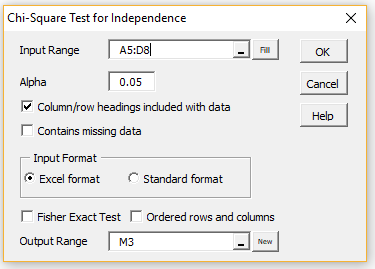 Chi-Square Test for Independence
Input Range A5:D8 Fill OK
Alpha 0.05 Cancel
Column/row headings included with data
Help
Contains missing data
Input Format
Excel format Standard format
Fisher Exact Test Ordered rows and columns
Output Range M3 New